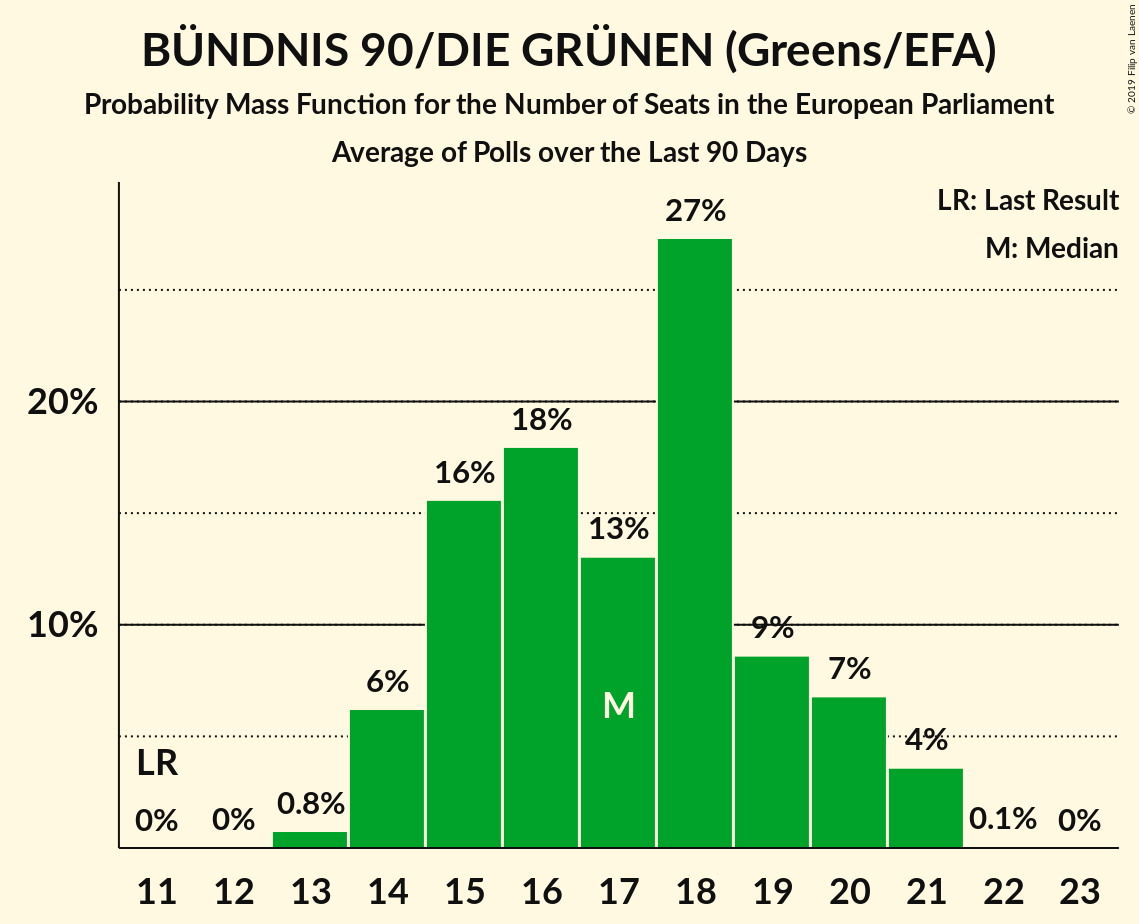 BÜNDNIS 90/DIE GRÜNEN (Greens/EFA)
Probability Mass Function for the Number of Seats in the European Parliament
Average of Polls over the Last 90 Days
© 2019 Filip van Laenen
LR: Last Result
M: Median
27%
20%
18%
16%
13%
10%
9%
7%
6%
M
4%
LR
0.8%
0%
0%
0.1%
0%
11 12 13 14 15 16 17 18 19 20 21 22 23